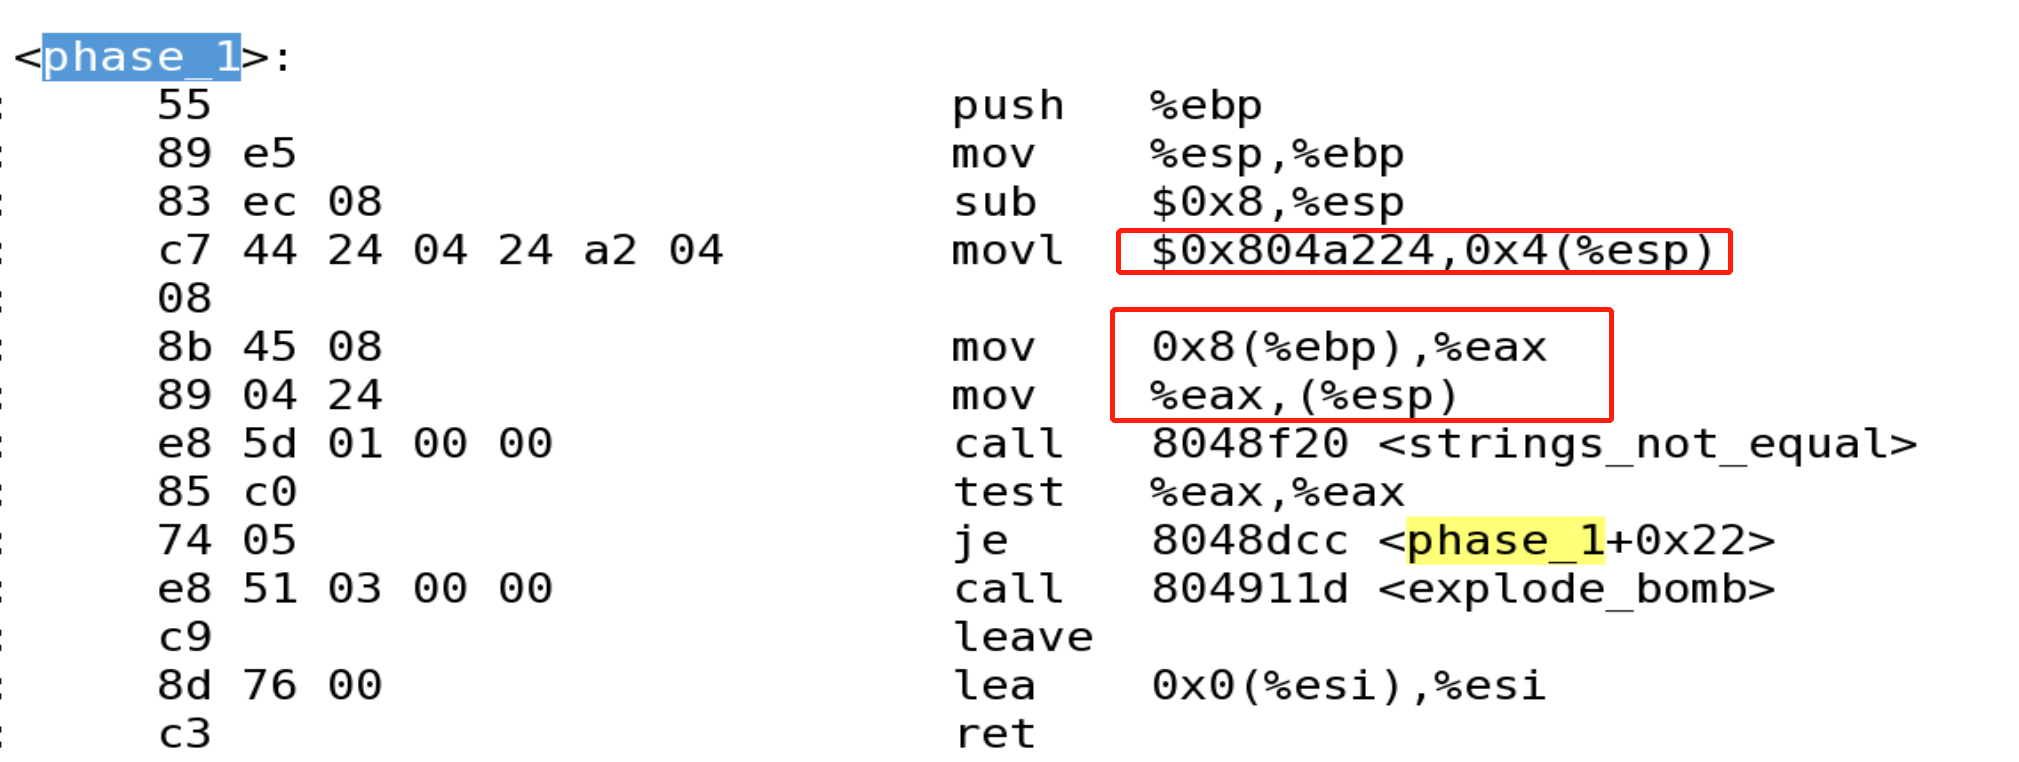 <phase_1>:
: 55 push %ebp
: 89 e5 mov %esp,%ebp
: 83 ec 08 sub $0x8,%esp
: c7 44 24 04 24 a2 04 movl $0x804a224,0x4(%esp)
: 08
: 8b 45 08 mov 0x8(%ebp),%eax
: 89 04 24 mov %eax,(%esp)
: e8 5d 01 00 00 call 8048f20 <strings_not_equal>
: 85 c0 test %eax,%eax
: 74 05 je 8048dcc <phase_1+0x22>
: e8 51 03 00 00 call 804911d <explode_bomb>
: c9 leave
: 8d 76 00 lea 0x0(%esi),%esi
: c3 ret